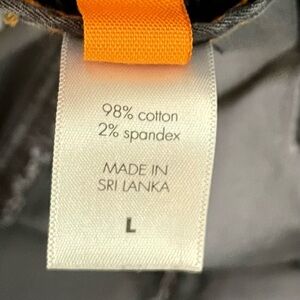 98% cotton
2% spandex
MADE IN
SRI LANKA
L